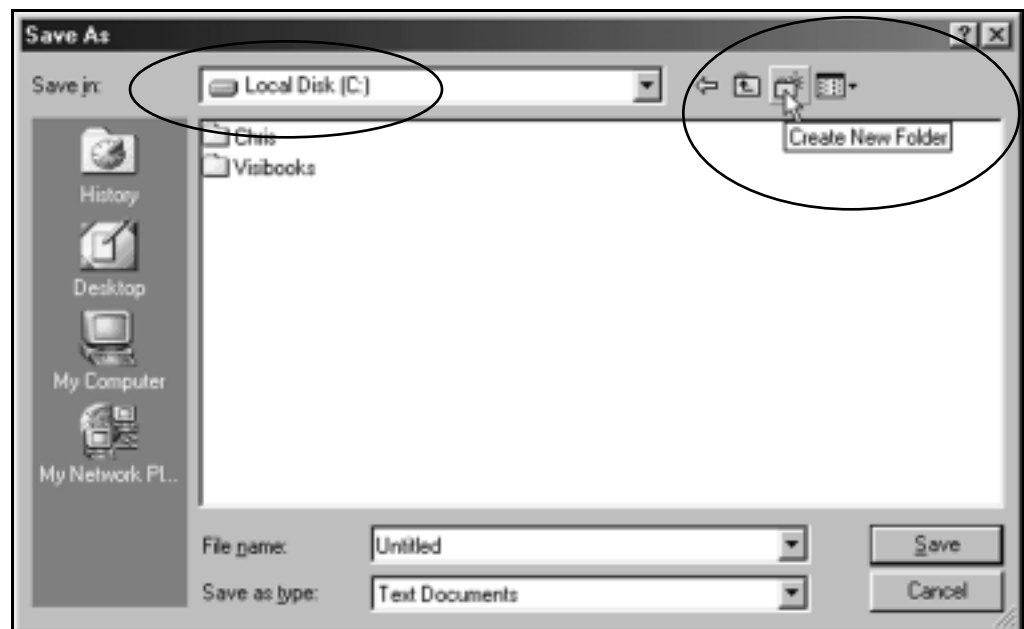 Save As
Save in:
Local Disk (C:)
Create New Folder
Chris
Visibooks
History
Desktop
My Computer
My Network Pl...
File name:
Untitled
Save
Save as type:
Text Documents
Cancel